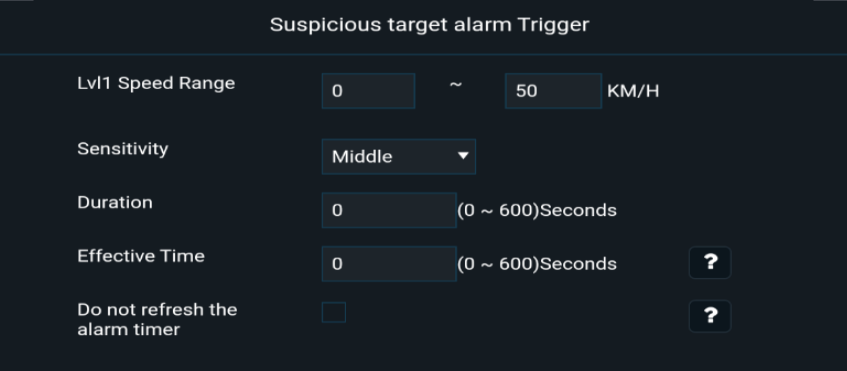 Suspicious target alarm Trigger
Lvl1 Speed Range 0 ~ 50 KM/H
Sensitivity Middle
Duration 0 (0 ~ 600)Seconds
Effective Time 0 (0 ~ 600)Seconds ?
Do not refresh the
alarm timer ?